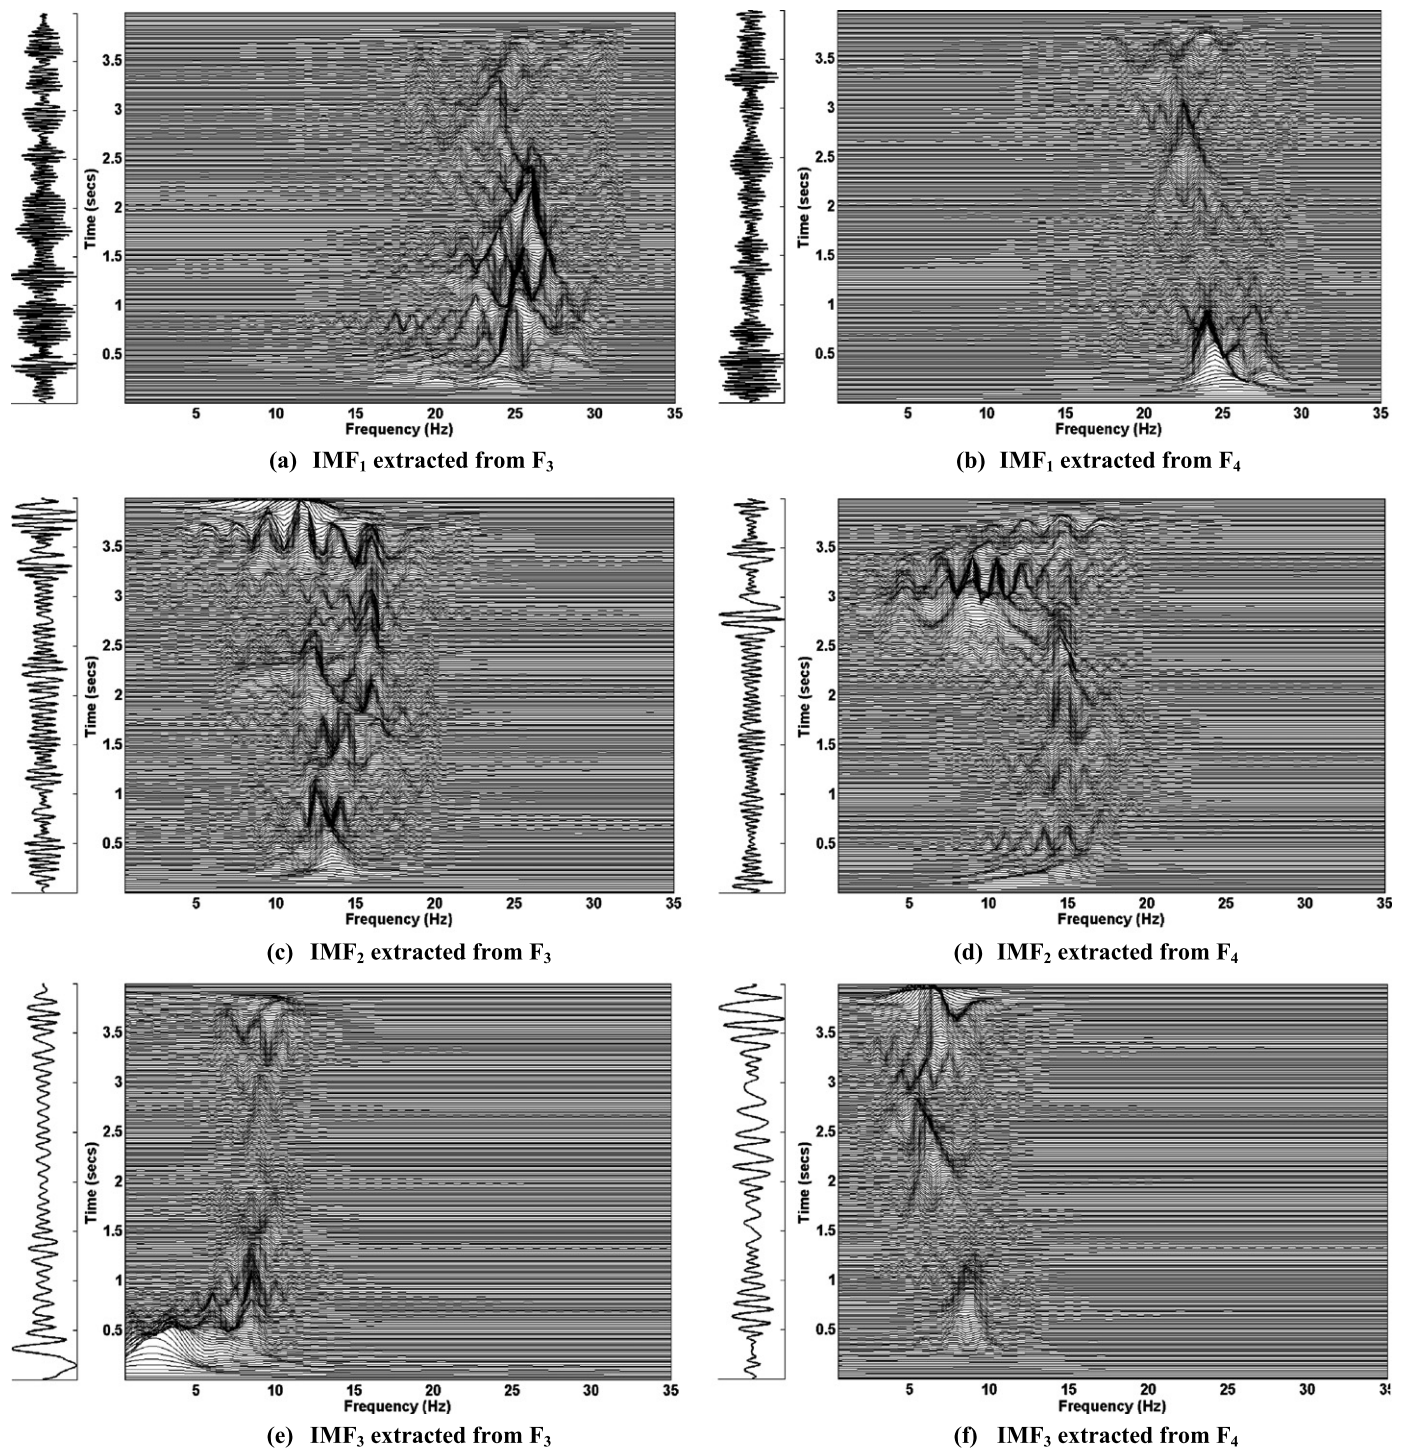 3.5
3
2.5
2
1.5
1
0.5
Time (secs)
5 10 15 20 25 30 35
Frequency (Hz)
(a) IMF₁ extracted from F₃
3.5
3
2.5
2
1.5
1
0.5
Time (secs)
5 10 15 20 25 30 35
Frequency (Hz)
(b) IMF₁ extracted from F₄
3.5
3
2.5
2
1.5
1
0.5
Time (secs)
5 10 15 20 25 30 35
Frequency (Hz)
(c) IMF₂ extracted from F₃
3.5
3
2.5
2
1.5
1
0.5
Time (secs)
5 10 15 20 25 30 35
Frequency (Hz)
(d) IMF₂ extracted from F₄
3.5
3
2.5
2
1.5
1
0.5
Time (secs)
5 10 15 20 25 30 35
Frequency (Hz)
(e) IMF₃ extracted from F₃
3.5
3
2.5
2
1.5
1
0.5
Time (secs)
5 10 15 20 25 30
Frequency (Hz)
(f) IMF₃ extracted from F₄